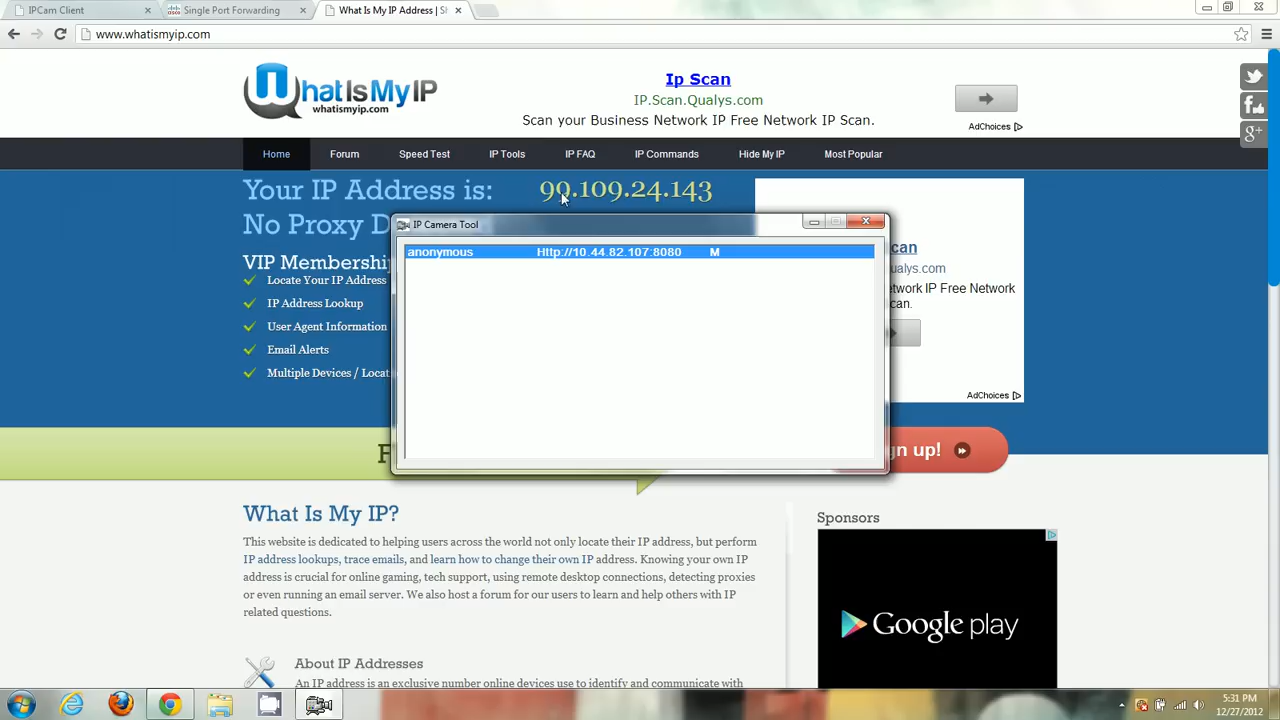 IPCam Client
Single Port Forwarding
What Is My IP Address | S
www.whatismyip.com
WhatIsMyIP
whatismyip.com
Ip Scan
IP.Scan.Qualys.com
Scan your Business Network IP Free Network IP Scan.
AdChoices
Home Forum Speed Test IP Tools IP FAQ IP Commands Hide My IP Most Popular
Your IP Address is: 99.109.24.143
No Proxy D
IP Camera Tool
anonymous Http://10.44.82.107:8080 M
VIP Membership
Locate Your IP Address
IP Address Lookup
User Agent Information
Email Alerts
Multiple Devices / Locat
can
ualys.com
etwork IP Free Network
can.
AdChoices
F
gn up!
What Is My IP?
This website is dedicated to helping users across the world not only locate their IP address, but perform
IP address lookups, trace emails, and learn how to change their own IP address. Knowing your own IP
address is crucial for online gaming, tech support, using remote desktop connections, detecting proxies
or even running an email server. We also host a forum for our users to learn and help others with IP
related questions.
Sponsors
Google play
About IP Addresses
An IP address is an exclusive number online devices use to identify and communicate with
5:31 PM
12/27/2012